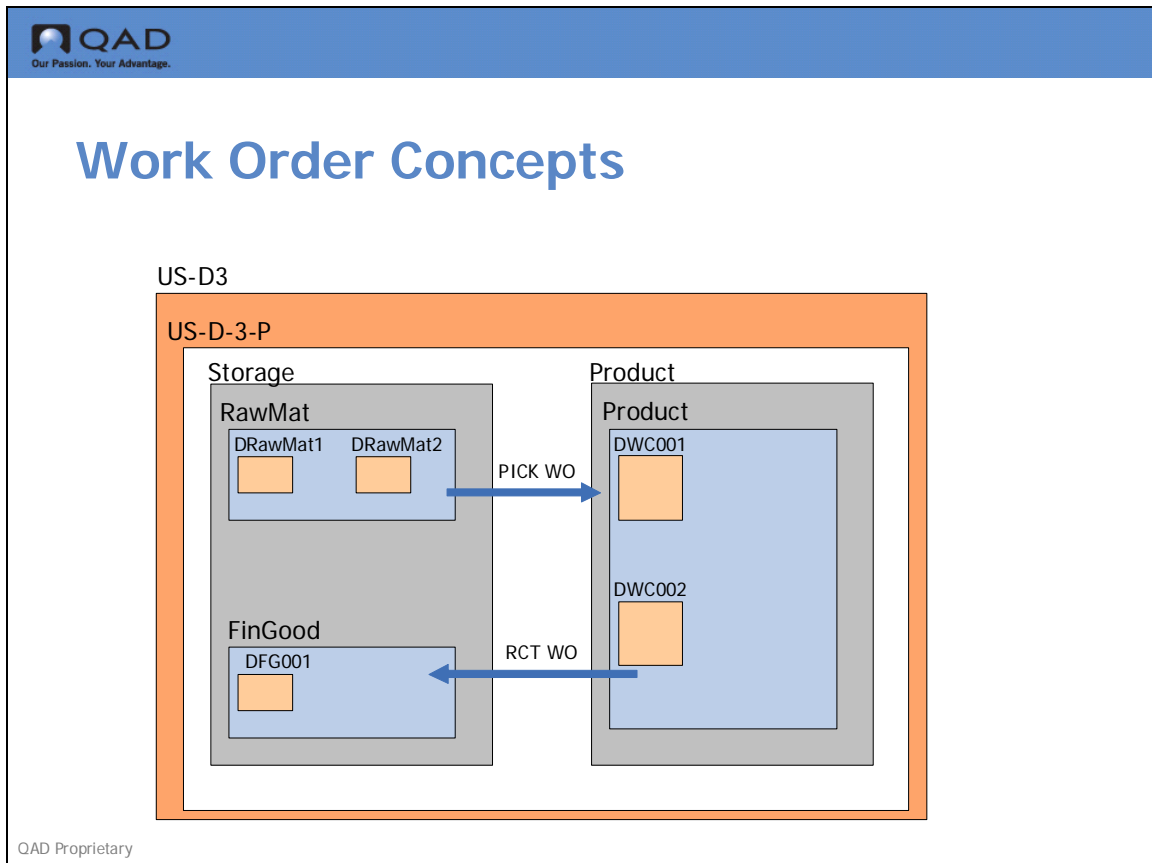 QAD
Our Passion. Your Advantage.
Work Order Concepts
US-D3
US-D-3-P
Storage
Product
RawMat
Product
DRawMat1 DRawMat2
DWC001
PICK WO
DWC002
FinGood
DFG001
RCT WO
QAD Proprietary